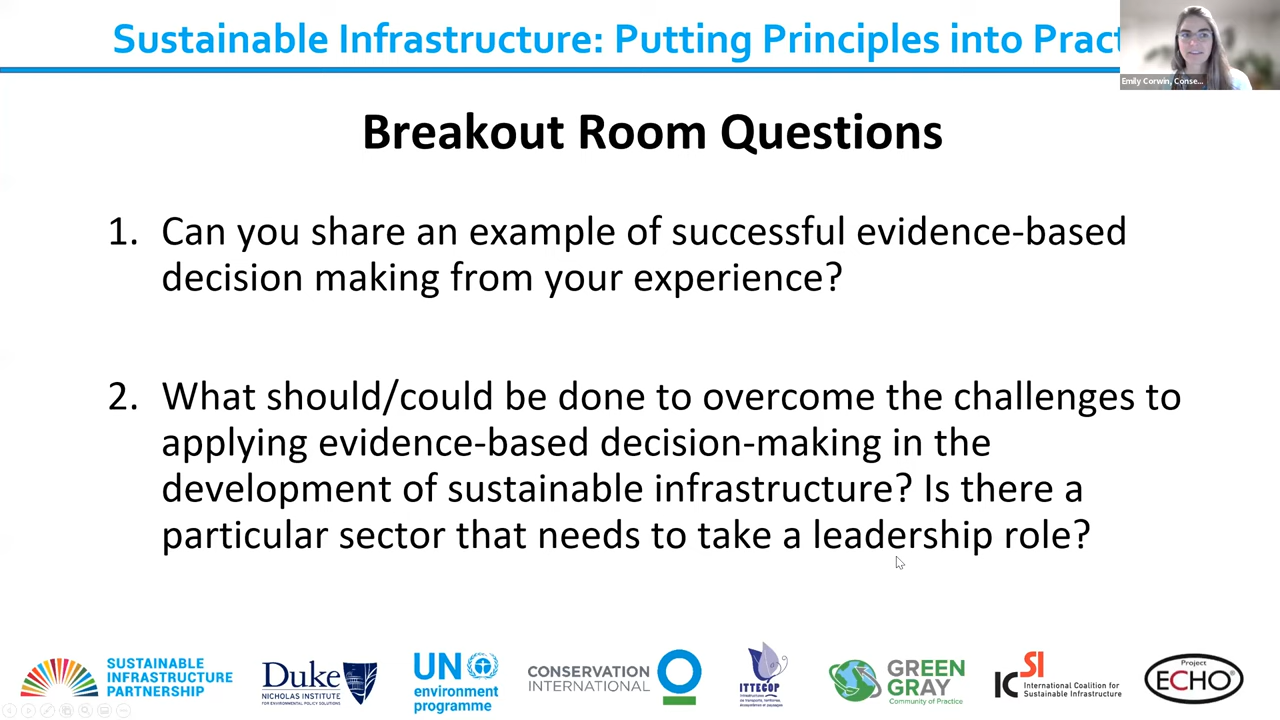 Sustainable Infrastructure: Putting Principles into Pract
Emily Corwin, Conse...
Breakout Room Questions
1. Can you share an example of successful evidence-based
decision making from your experience?
2. What should/could be done to overcome the challenges to
applying evidence-based decision-making in the
development of sustainable infrastructure? Is there a
particular sector that needs to take a leadership role?
SUSTAINABLE
INFRASTRUCTURE
PARTNERSHIP
Duke
NICHOLAS INSTITUTE
FOR ENVIRONMENTAL POLICY SOLUTIONS
UN
environment
programme
CONSERVATION
INTERNATIONAL
ITTECOP
GREEN
GRAY
Community of Practice
ICSI
International Coalition for
Sustainable Infrastructure
Project
ECHO®